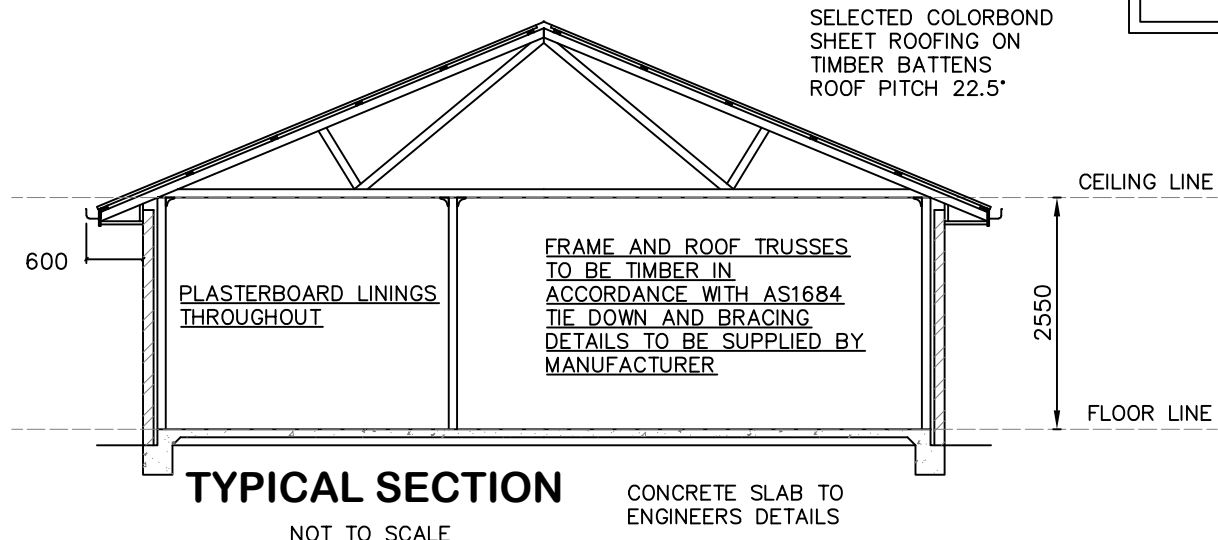 SELECTED COLORBOND
SHEET ROOFING ON
TIMBER BATTENS
ROOF PITCH 22.5°
CEILING LINE
600
PLASTERBOARD LININGS
THROUGHOUT
FRAME AND ROOF TRUSSES
TO BE TIMBER IN
ACCORDANCE WITH AS1684
TIE DOWN AND BRACING
DETAILS TO BE SUPPLIED BY
MANUFACTURER
2550
FLOOR LINE
TYPICAL SECTION
NOT TO SCALE
CONCRETE SLAB TO
ENGINEERS DETAILS